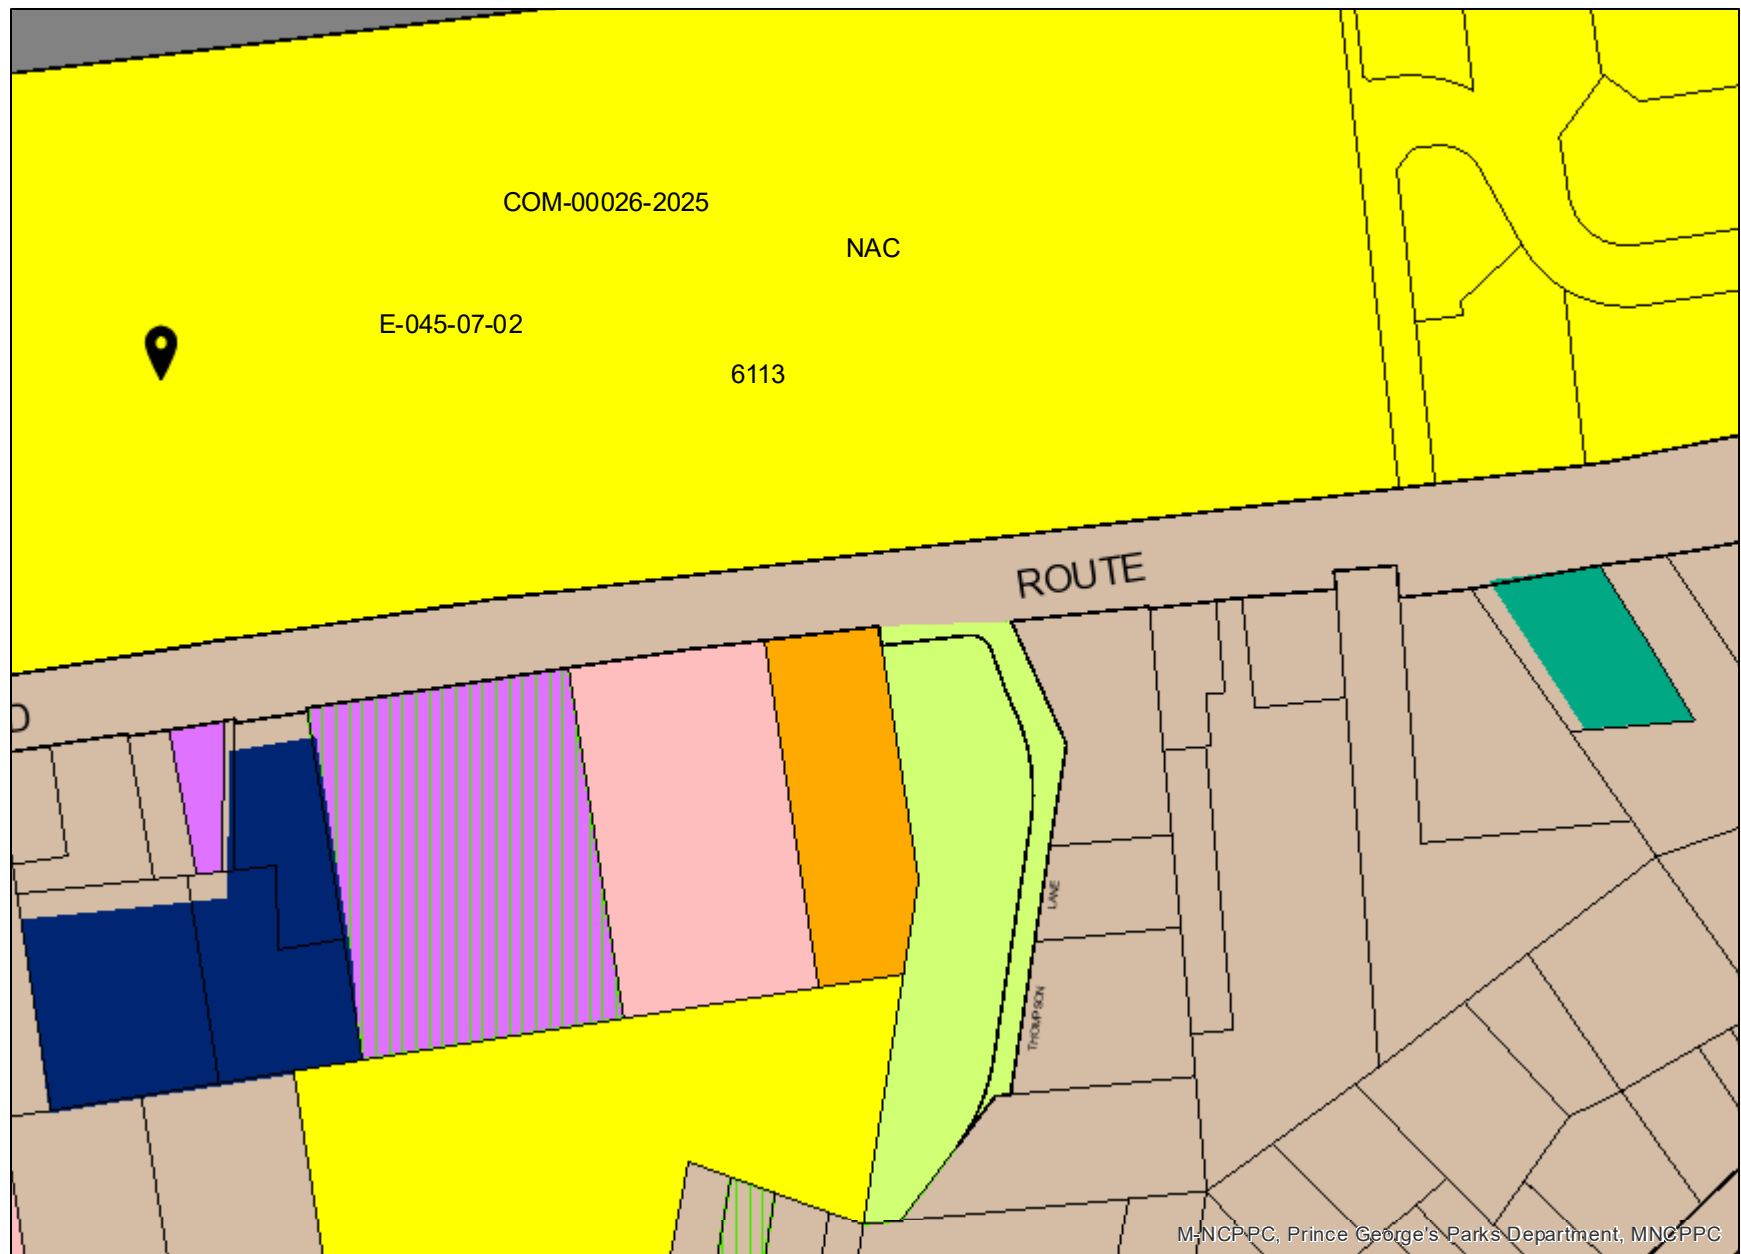 COM-00026-2025
NAC
E-045-07-02
6113
ROUTE
D
LANE
THOMPSON
M-NCPPC, Prince George's Parks Department, MNCPPC